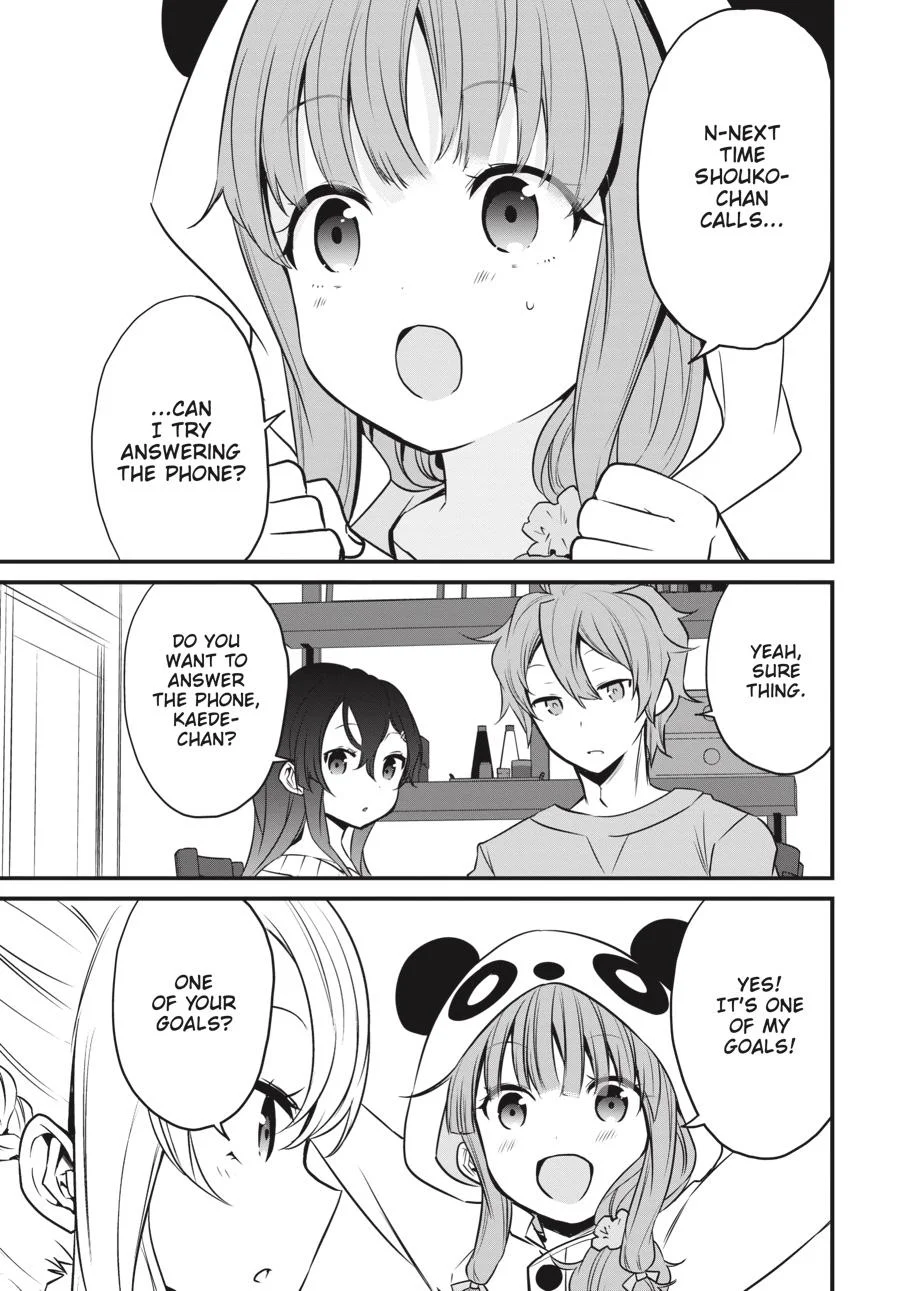 N-NEXT
TIME
SHOUKO-
CHAN
CALLS...
...CAN
I TRY
ANSWERING
THE PHONE?
YEAH,
SURE
THING.
DO YOU
WANT TO
ANSWER
THE PHONE,
KAEDE-
CHAN?
YES!
IT'S ONE
OF MY
GOALS!
ONE
OF YOUR
GOALS?